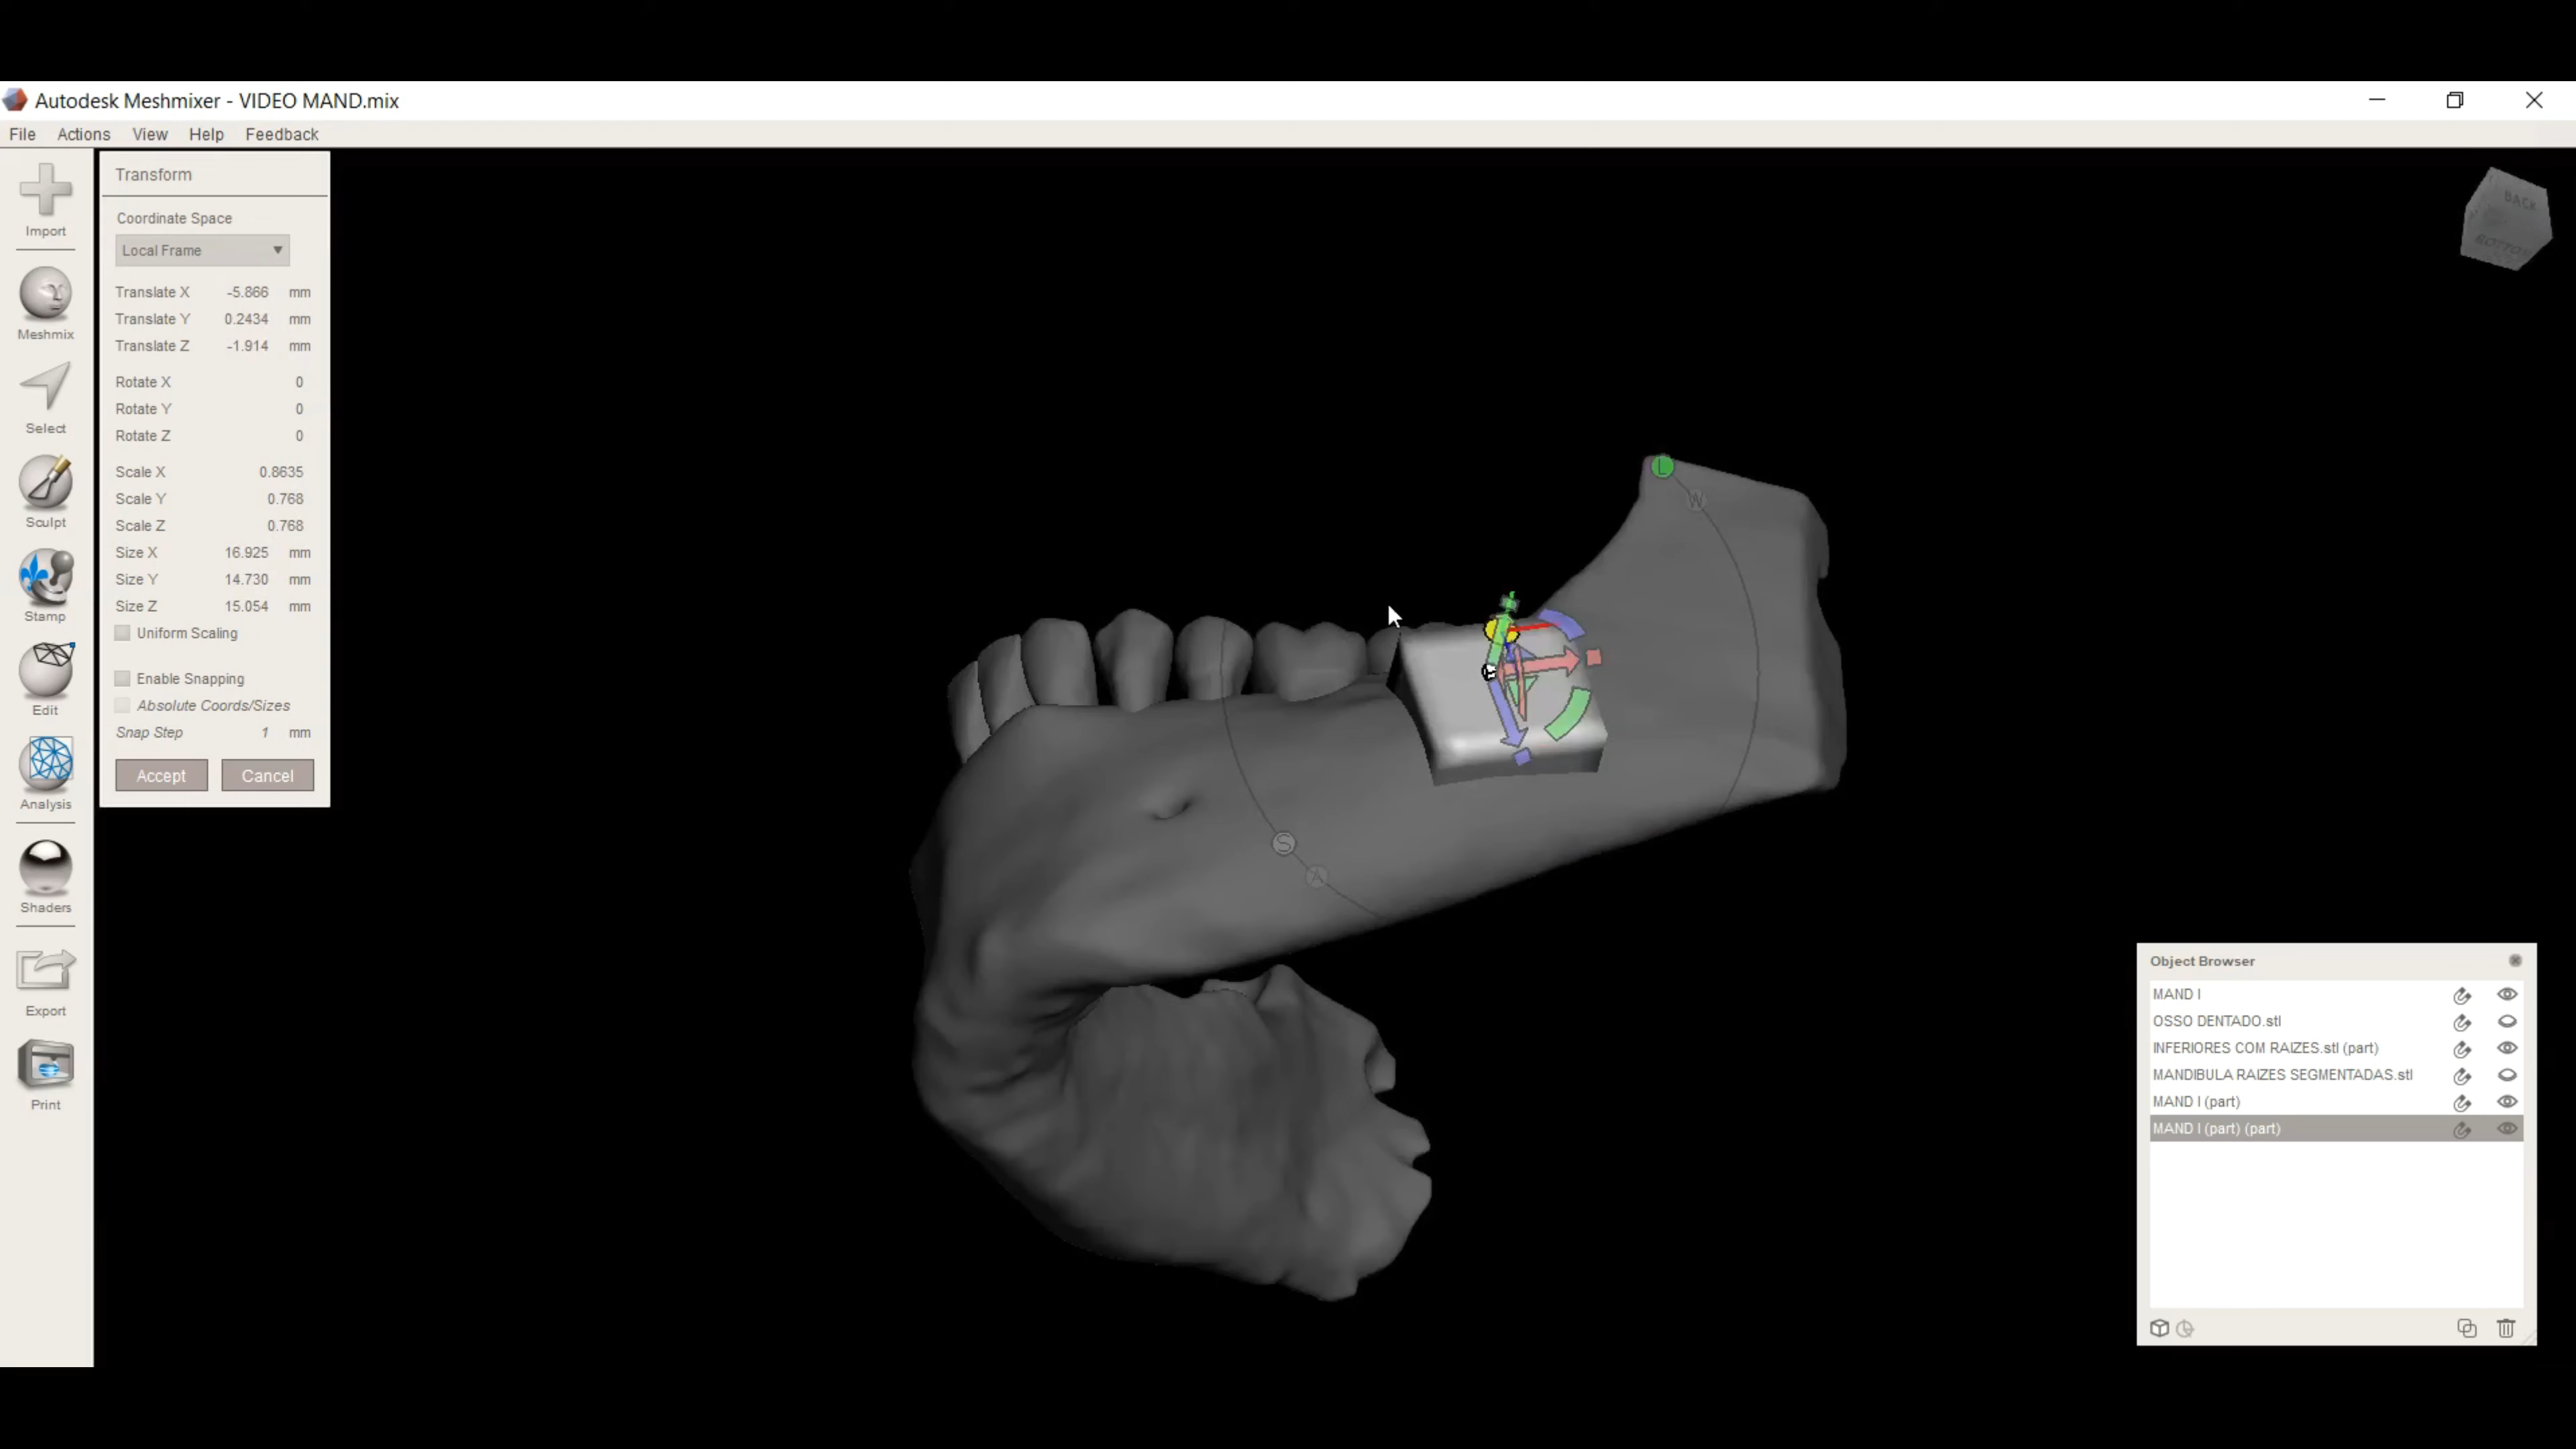 Autodesk Meshmixer - VIDEO MAND.mix
File Actions View Help Feedback
Import
Meshmix
Select
Sculpt
Stamp
Edit
Analysis
Shaders
Export
Print
Transform
Coordinate Space
Local Frame
Translate X -5.866 mm
Translate Y 0.2434 mm
Translate Z -1.914 mm
Rotate X 0
Rotate Y 0
Rotate Z 0
Scale X 0.8635
Scale Y 0.768
Scale Z 0.768
Size X 16.925 mm
Size Y 14.730 mm
Size Z 15.054 mm
Uniform Scaling
Enable Snapping
Absolute Coords/Sizes
Snap Step 1 mm
Accept Cancel
BACK
BOTTOM
L
W
S
A
Object Browser
MAND I
OSSO DENTADO.stl
INFERIORES COM RAIZES.stl (part)
MANDIBULA RAIZES SEGMENTADAS.stl
MAND I (part)
MAND I (part) (part)